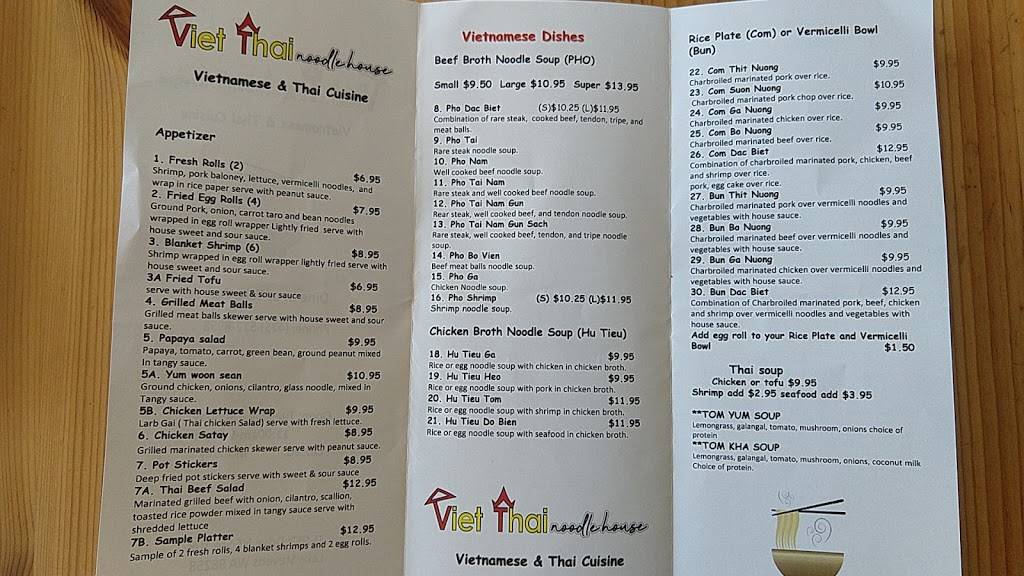 Viet Thai noodle house
Vietnamese & Thai Cuisine
Appetizer
1. Fresh Rolls (2) $6.95
Shrimp, pork baloney, lettuce, vermicelli noodles, and
wrap in rice paper serve with peanut sauce.
2. Fried Egg Rolls (4) $7.95
Ground Pork, onion, carrot taro and bean noodles
wrapped in egg roll wrapper Lightly fried serve with
house sweet and sour sauce.
3. Blanket Shrimp (6) $8.95
Shrimp wrapped in egg roll wrapper lightly fried serve with
house sweet and sour sauce.
3A Fried Tofu $6.95
serve with house sweet & sour sauce
4. Grilled Meat Balls $8.95
Grilled meat balls skewer serve with house sweet and sour
sauce.
5. Papaya salad $9.95
Papaya, tomato, carrot, green bean, ground peanut mixed
In tangy sauce.
5A. Yum woon sean $10.95
Ground chicken, onions, cilantro, glass noodle, mixed in
Tangy sauce.
5B. Chicken Lettuce Wrap $9.95
Larb Gai ( Thai chicken Salad) serve with fresh lettuce.
6. Chicken Satay $8.95
Grilled marinated chicken skewer serve with peanut sauce.
7. Pot Stickers $8.95
Deep fried pot stickers serve with sweet & sour sauce
7A. Thai Beef Salad $12.95
Marinated grilled beef with onion, cilantro, scallion,
toasted rice powder mixed in tangy sauce serve with
shredded lettuce
7B. Sample Platter $12.95
Sample of 2 fresh rolls, 4 blanket shrimps and 2 egg rolls.
Vietnamese Dishes
Beef Broth Noodle Soup (PHO)
Small $9.50 Large $10.95 Super $13.95
8. Pho Dac Biet (S)$10.25 (L)$11.95
Combination of rare steak, cooked beef, tendon, tripe, and
meat balls.
9. Pho Tai
Rare steak noodle soup.
10. Pho Nam
Well cooked beef noodle soup.
11. Pho Tai Nam
Rare steak and well cooked beef noodle soup.
12. Pho Tai Nam Gun
Rear steak, well cooked beef, and tendon noodle soup.
13. Pho Tai Nam Gun Sach
Rare steak, well cooked beef, tendon, and tripe noodle
soup.
14. Pho Bo Vien
Beef meat balls noodle soup.
15. Pho Ga
Chicken Noodle soup.
16. Pho Shrimp (S) $10.25 (L)$11.95
Shrimp noodle soup.
Chicken Broth Noodle Soup (Hu Tieu)
18. Hu Tieu Ga $9.95
Rice or egg noodle soup with chicken in chicken broth.
19. Hu Tieu Heo $9.95
Rice or egg noodle soup with pork in chicken broth.
20. Hu Tieu Tom $11.95
Rice or egg noodle soup with shrimp in chicken broth.
21. Hu Tieu Do Bien $11.95
Rice or egg noodle soup with seafood in chicken broth.
Viet Thai noodle house
Vietnamese & Thai Cuisine
Rice Plate (Com) or Vermicelli Bowl
(Bun)
22. Com Thit Nuong $9.95
Charbroiled marinated pork over rice.
23. Com Suon Nuong $10.95
Charbroiled marinated pork chop over rice.
24. Com Ga Nuong $9.95
Charbroiled marinated chicken over rice.
25. Com Bo Nuong $9.95
Charbroiled marinated beef over rice.
26. Com Dac Biet $12.95
Combination of charbroiled marinated pork, chicken, beef
and shrimp over rice.
pork, egg cake over rice.
27. Bun Thit Nuong $9.95
Charbroiled marinated pork over vermicelli noodles and
vegetables with house sauce.
28. Bun Bo Nuong $9.95
Charbroiled marinated beef over vermicelli noodles and
vegetables with house sauce.
29. Bun Ga Nuong $9.95
Charbroiled marinated chicken over vermicelli noodles and
vegetables with house sauce.
30. Bun Dac Biet $12.95
Combination of Charbroiled marinated pork, beef, chicken
and shrimp over vermicelli noodles and vegetables with
house sauce.
Add egg roll to your Rice Plate and Vermicelli
Bowl $1.50
Thai soup
Chicken or tofu $9.95
Shrimp add $2.95 seafood add $3.95
**TOM YUM SOUP
Lemongrass, galangal, tomato, mushroom, onions choice of
protein
**TOM KHA SOUP
Lemongrass, galangal, tomato, mushroom, onions, coconut milk
Choice of protein.